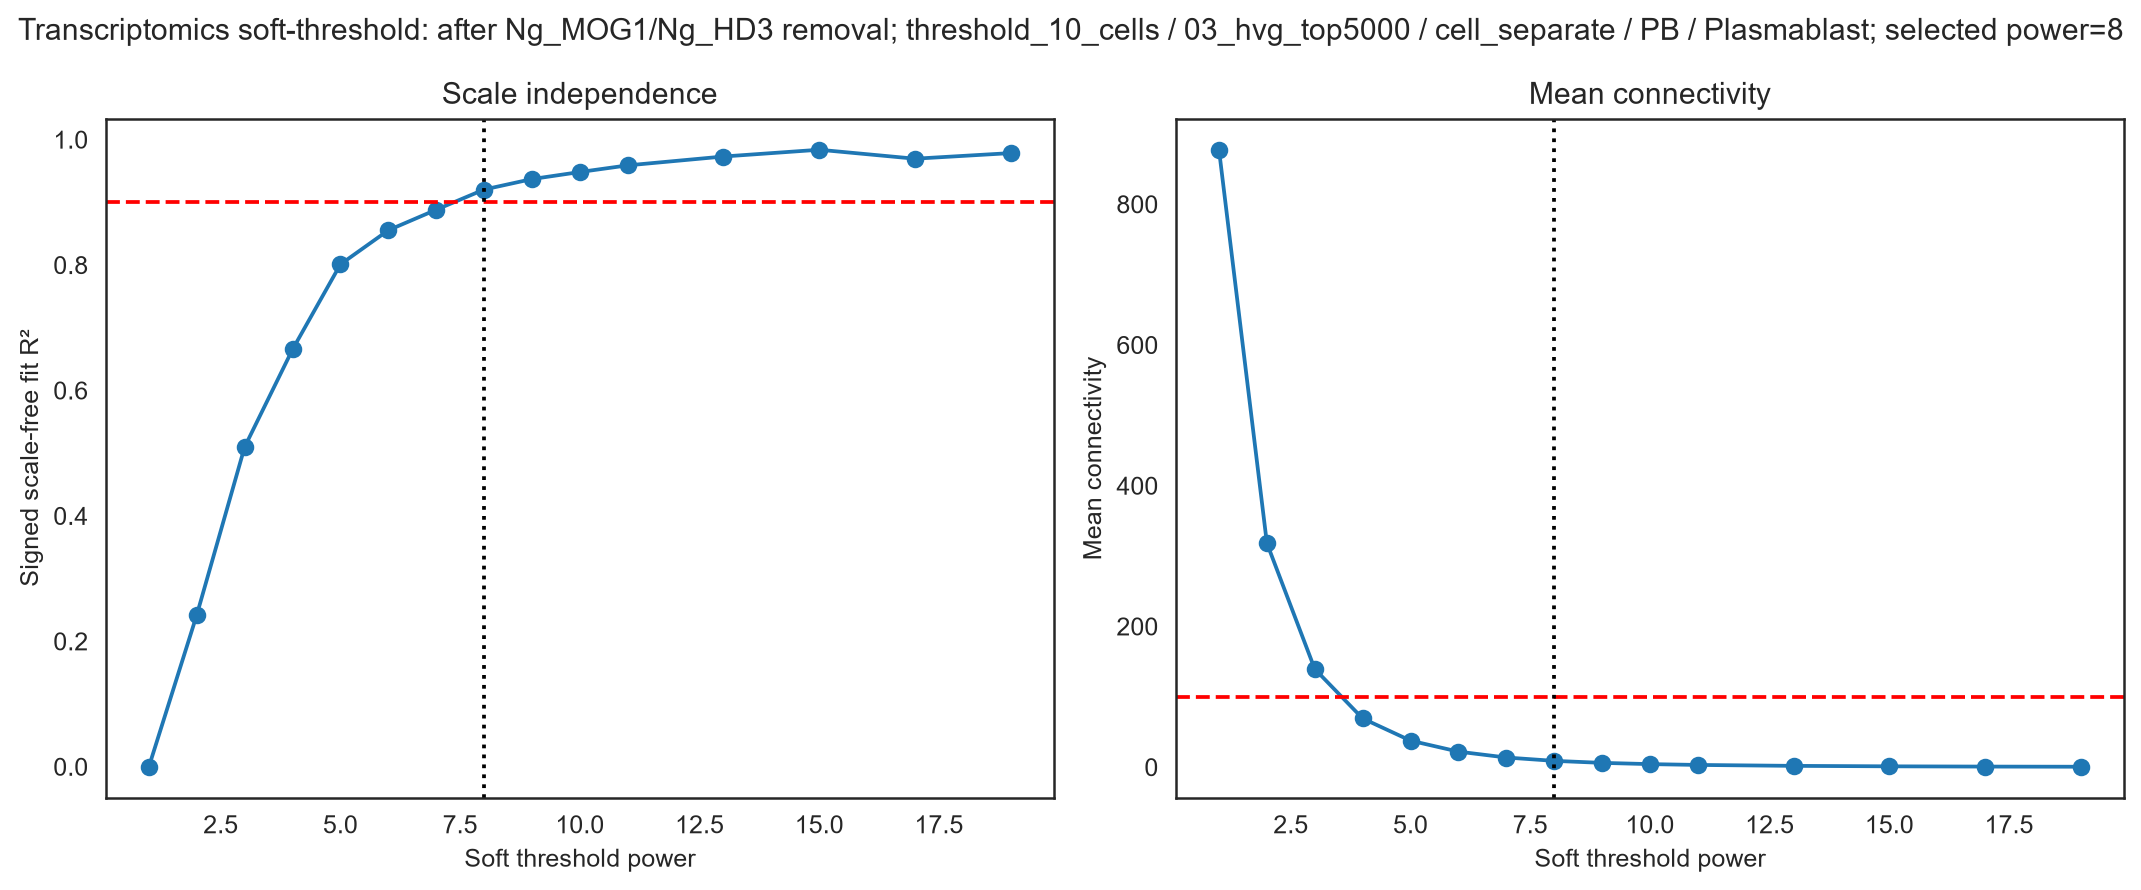 Transcriptomics soft-threshold: after Ng_MOG1/Ng_HD3 removal; threshold_10_cells / 03_hvg_top5000 / cell_separate / PB / Plasmablast; selected power=8
Scale independence
Signed scale-free fit R²
1.0
0.8
0.6
0.4
0.2
0.0
2.5 5.0 7.5 10.0 12.5 15.0 17.5
Soft threshold power
Mean connectivity
Mean connectivity
800
600
400
200
0
2.5 5.0 7.5 10.0 12.5 15.0 17.5
Soft threshold power